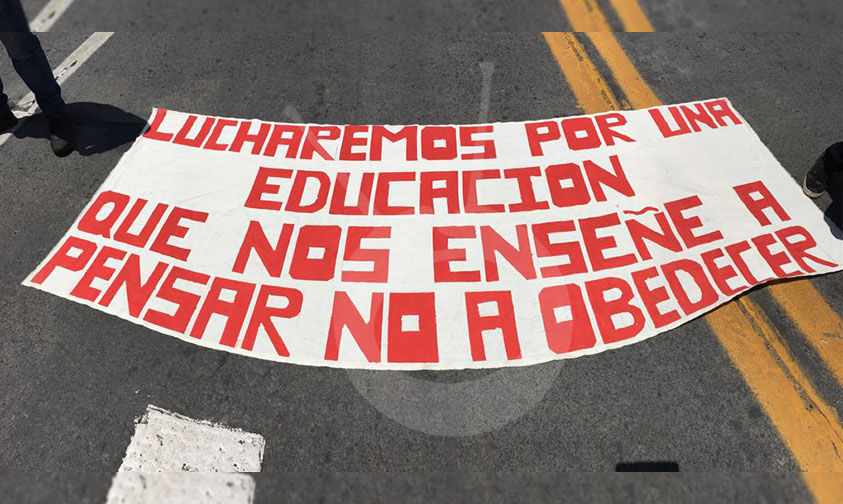 LUCHAREMOS POR UNA
EDUCACION
QUE NOS ENSEÑE A
PENSAR NO A OBEDECER